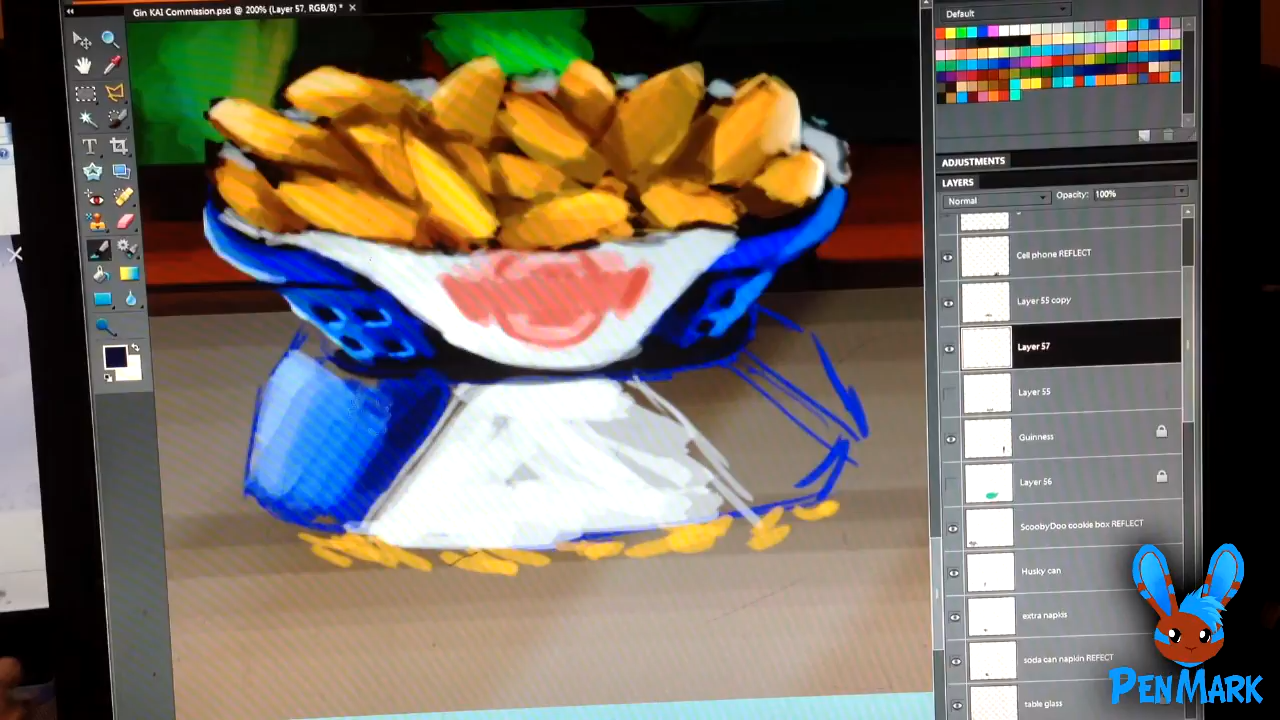 Gin KAI Commission.psd @ 200% (Layer 57, RGB/8) *
Default
ADJUSTMENTS
LAYERS
Normal
Opacity: 100%
Cell phone REFLECT
Layer 55 copy
Layer 57
Layer 55
Guinness
Layer 56
ScoobyDoo cookie box REFLECT
Husky can
extra napkis
soda can napkin REFECT
table glass
PENMARK